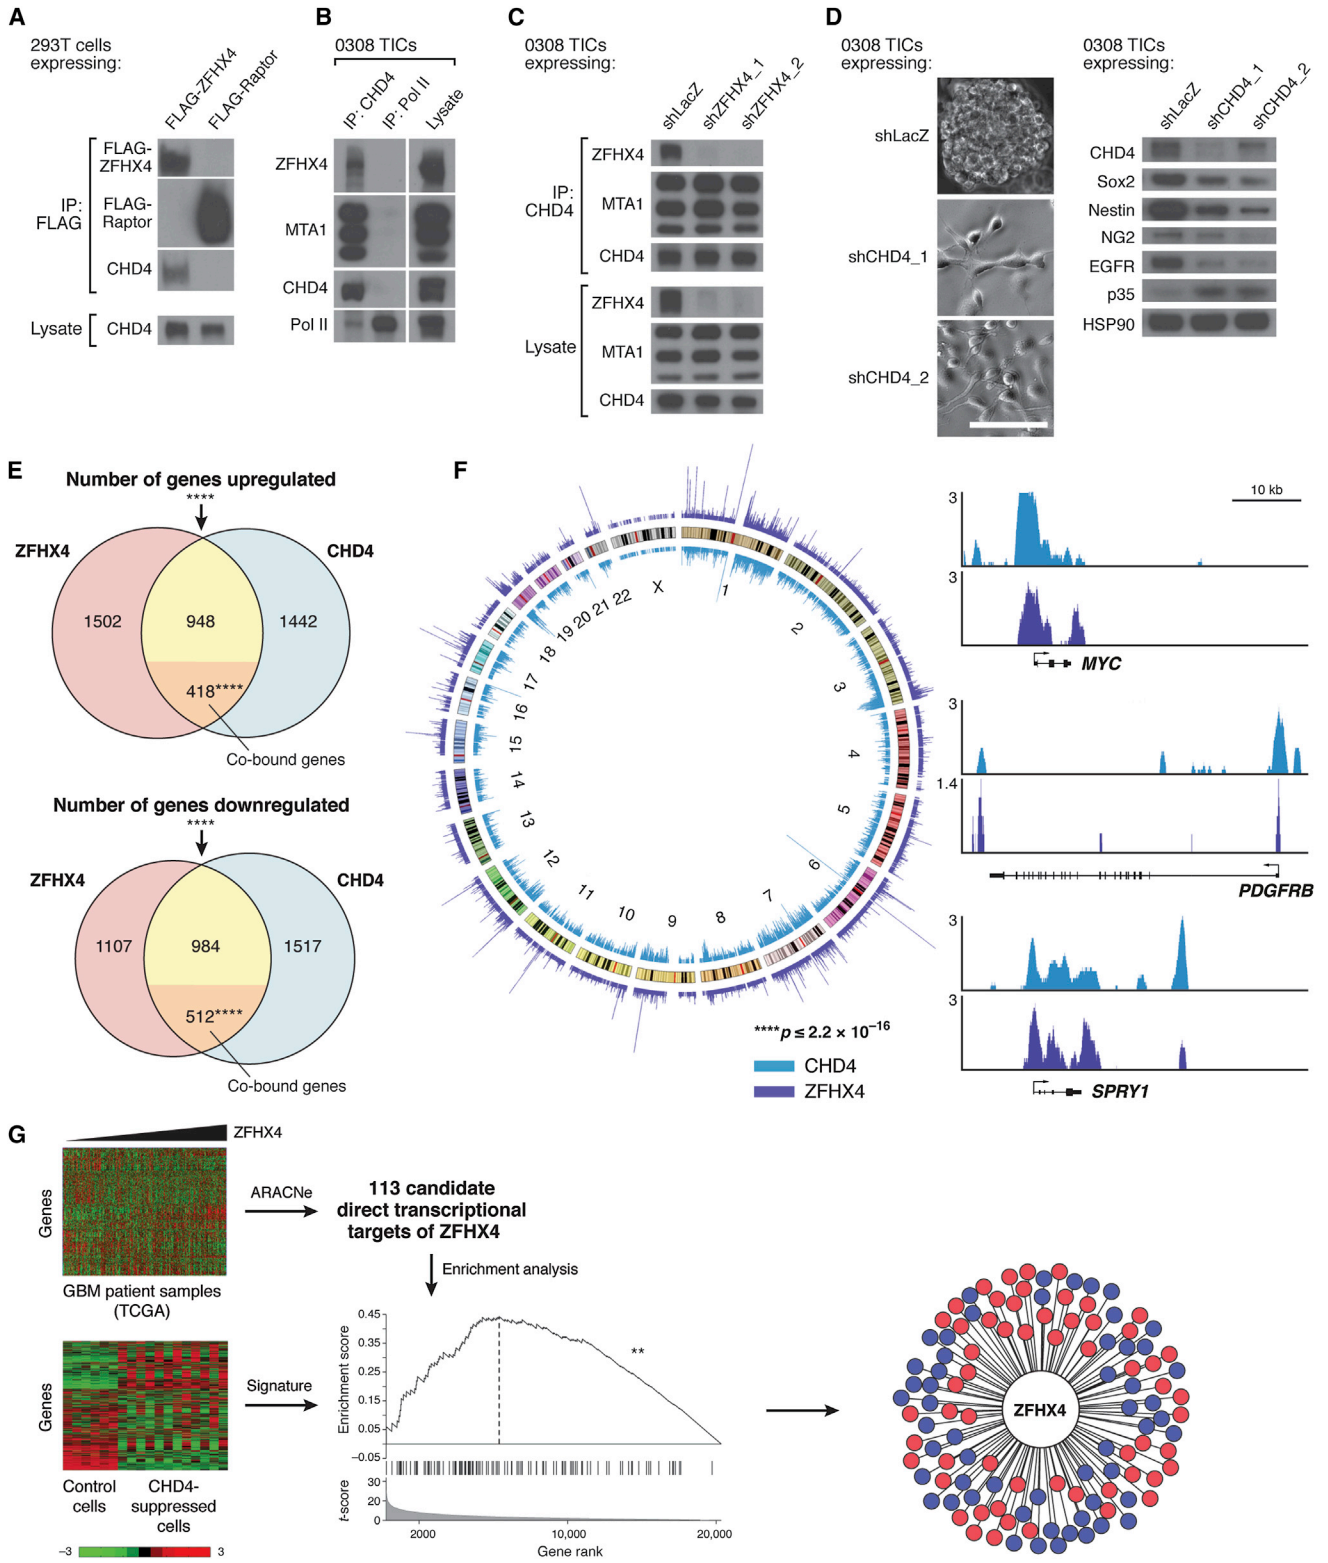 A
293T cells
expressing:
FLAG-ZFHX4
FLAG-Raptor
IP:
FLAG
FLAG-
ZFHX4
FLAG-
Raptor
CHD4
Lysate
CHD4
B
0308 TICs
IP: CHD4
IP: Pol II
Lysate
ZFHX4
MTA1
CHD4
Pol II
C
0308 TICs
expressing:
shLacZ
shZFHX4_1
shZFHX4_2
IP:
CHD4
ZFHX4
MTA1
CHD4
Lysate
ZFHX4
MTA1
CHD4
D
0308 TICs
expressing:
shLacZ
shCHD4_1
shCHD4_2
0308 TICs
expressing:
shLacZ
shCHD4_1
shCHD4_2
CHD4
Sox2
Nestin
NG2
EGFR
p35
HSP90
E
Number of genes upregulated
****
ZFHX4
CHD4
1502
948
1442
418****
Co-bound genes
Number of genes downregulated
****
ZFHX4
CHD4
1107
984
1517
512****
Co-bound genes
F
1
2
3
4
5
6
7
8
9
10
11
12
13
14
15
16
17
18
19
20
21
22
X
****p ≤ 2.2 × 10−16
CHD4
ZFHX4
10 kb
3
3
MYC
3
1.4
PDGFRB
3
3
SPRY1
G
ZFHX4
Genes
GBM patient samples
(TCGA)
ARACNe
113 candidate
direct transcriptional
targets of ZFHX4
Enrichment analysis
Genes
Control
cells
CHD4-
suppressed
cells
−3
3
Signature
Enrichment score
0.45
0.35
0.25
0.15
0.05
−0.05
**
t-score
30
20
0
2000
10,000
20,000
Gene rank
ZFHX4